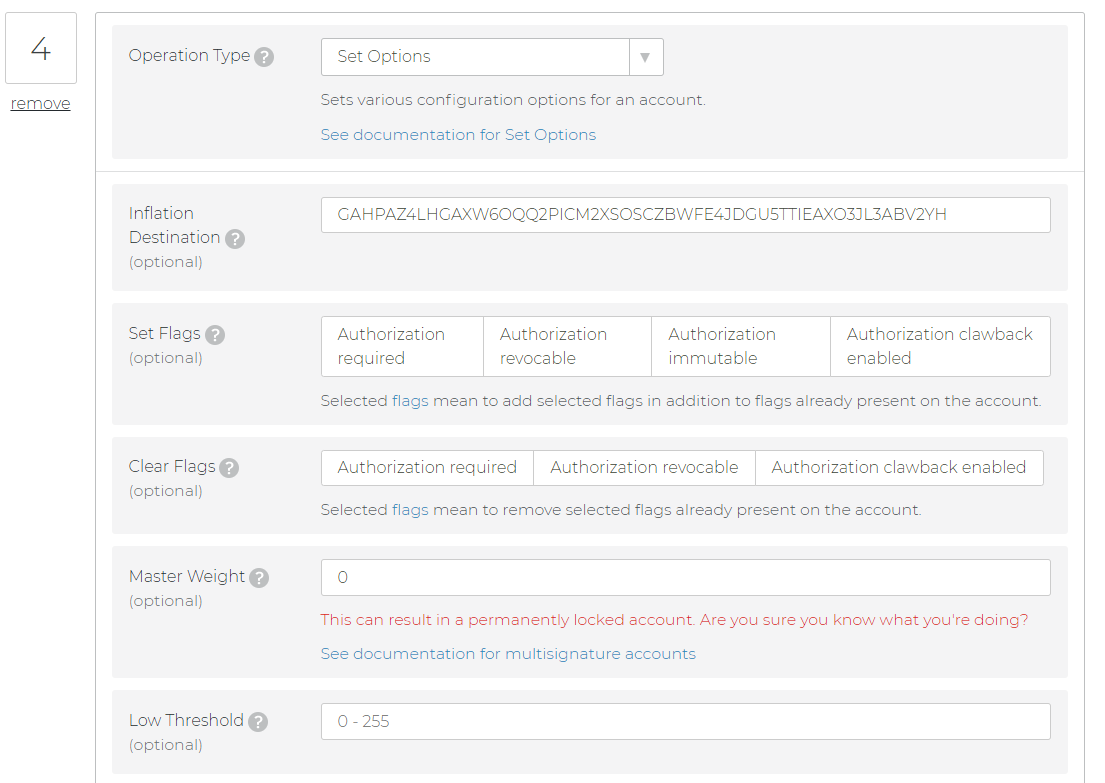 4
remove
Operation Type ?
Set Options ▼
Sets various configuration options for an account.
See documentation for Set Options
Inflation
Destination ?
(optional)
GAHPAZ4LHGAXW6OQQ2PICM2XSOSCZBWFE4JDGU5TTIEAXO3JL3ABV2YH
Set Flags ?
(optional)
Authorization
required
Authorization
revocable
Authorization
immutable
Authorization clawback
enabled
Selected flags mean to add selected flags in addition to flags already present on the account.
Clear Flags ?
(optional)
Authorization required
Authorization revocable
Authorization clawback enabled
Selected flags mean to remove selected flags already present on the account.
Master Weight ?
(optional)
0
This can result in a permanently locked account. Are you sure you know what you're doing?
See documentation for multisignature accounts
Low Threshold ?
(optional)
0 - 255